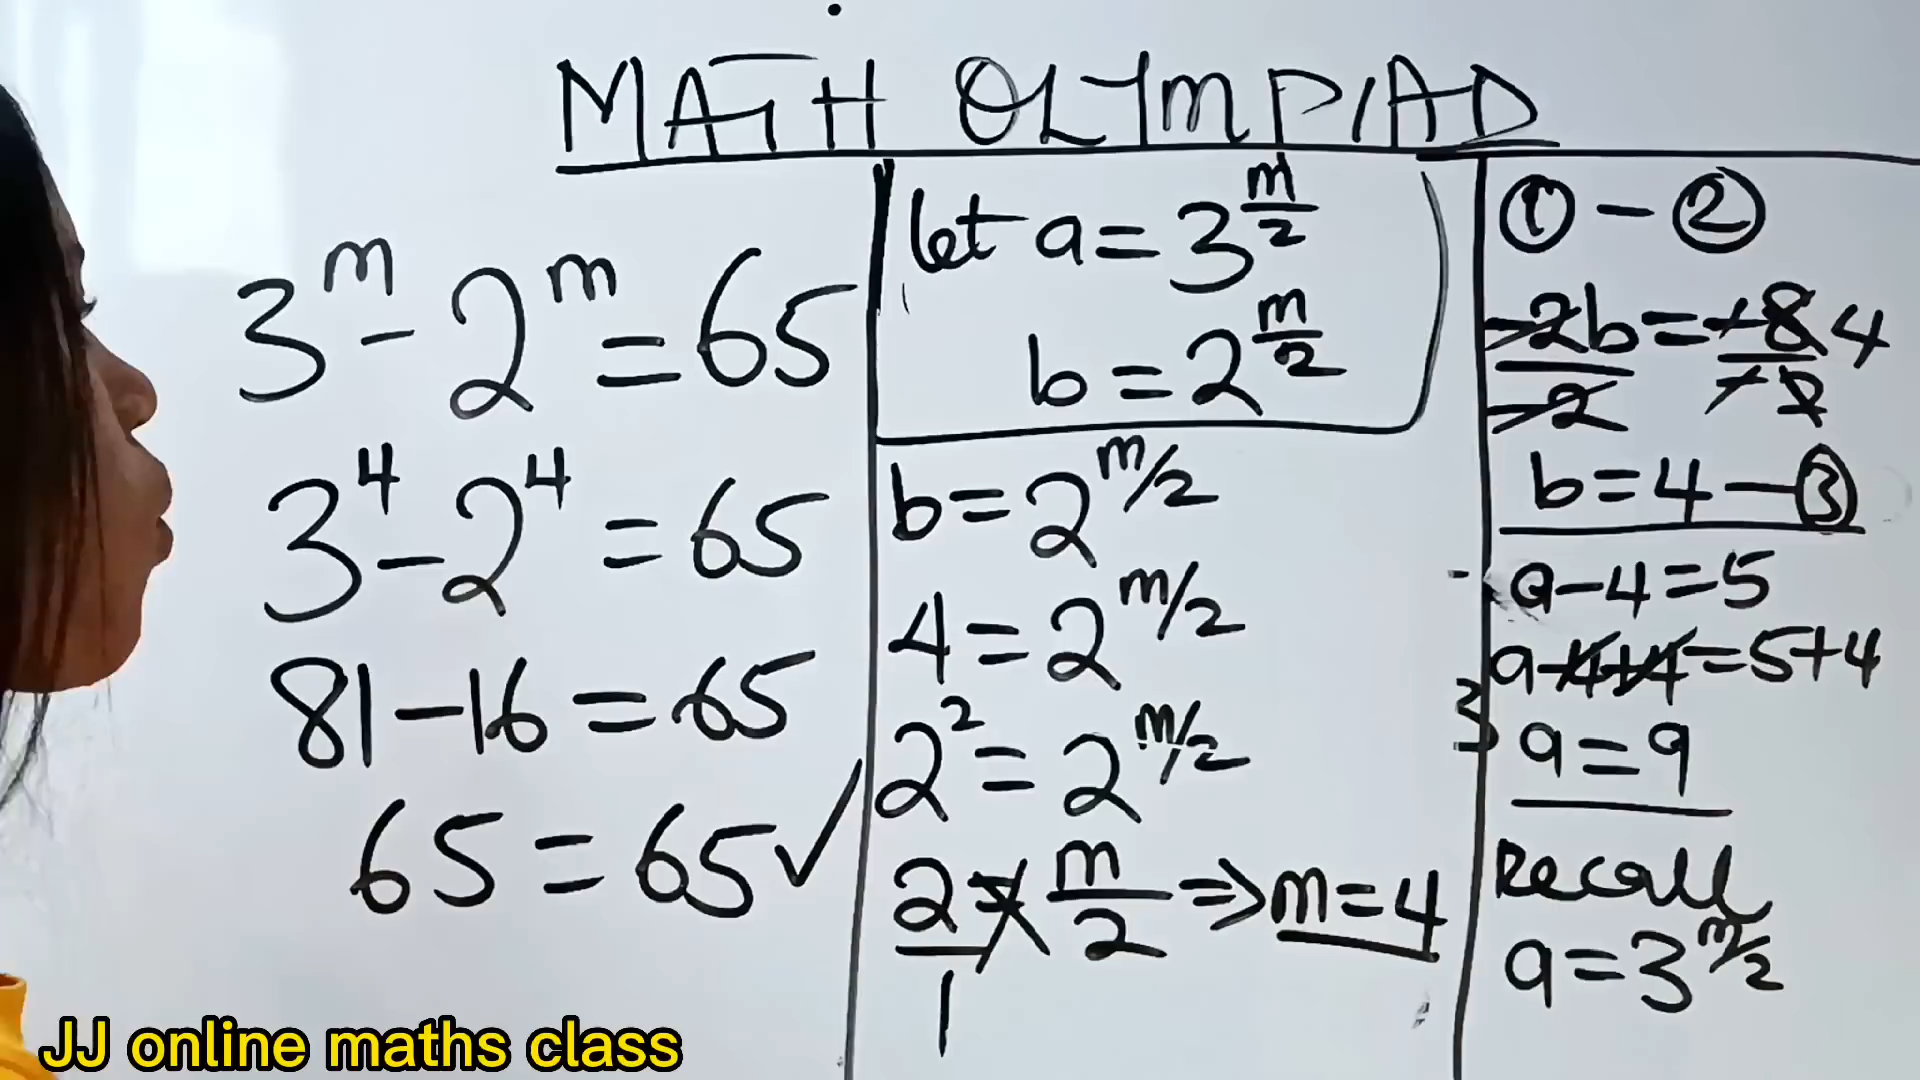 MATH OLYMPIAD
3^m - 2^m = 65
3^4 - 2^4 = 65
81 - 16 = 65
65 = 65 ✓
let a = 3^(m/2)
b = 2^(m/2)
b = 2^(m/2)
4 = 2^(m/2)
2^2 = 2^(m/2)
2/1 = m/2 ⇒ m = 4
① - ②
-2b/-2 = -8/-2 4
b = 4 — ③
a - 4 = 5
a - 4 + 4 = 5 + 4
a = 9
Recall
a = 3^(m/2)
JJ online maths class